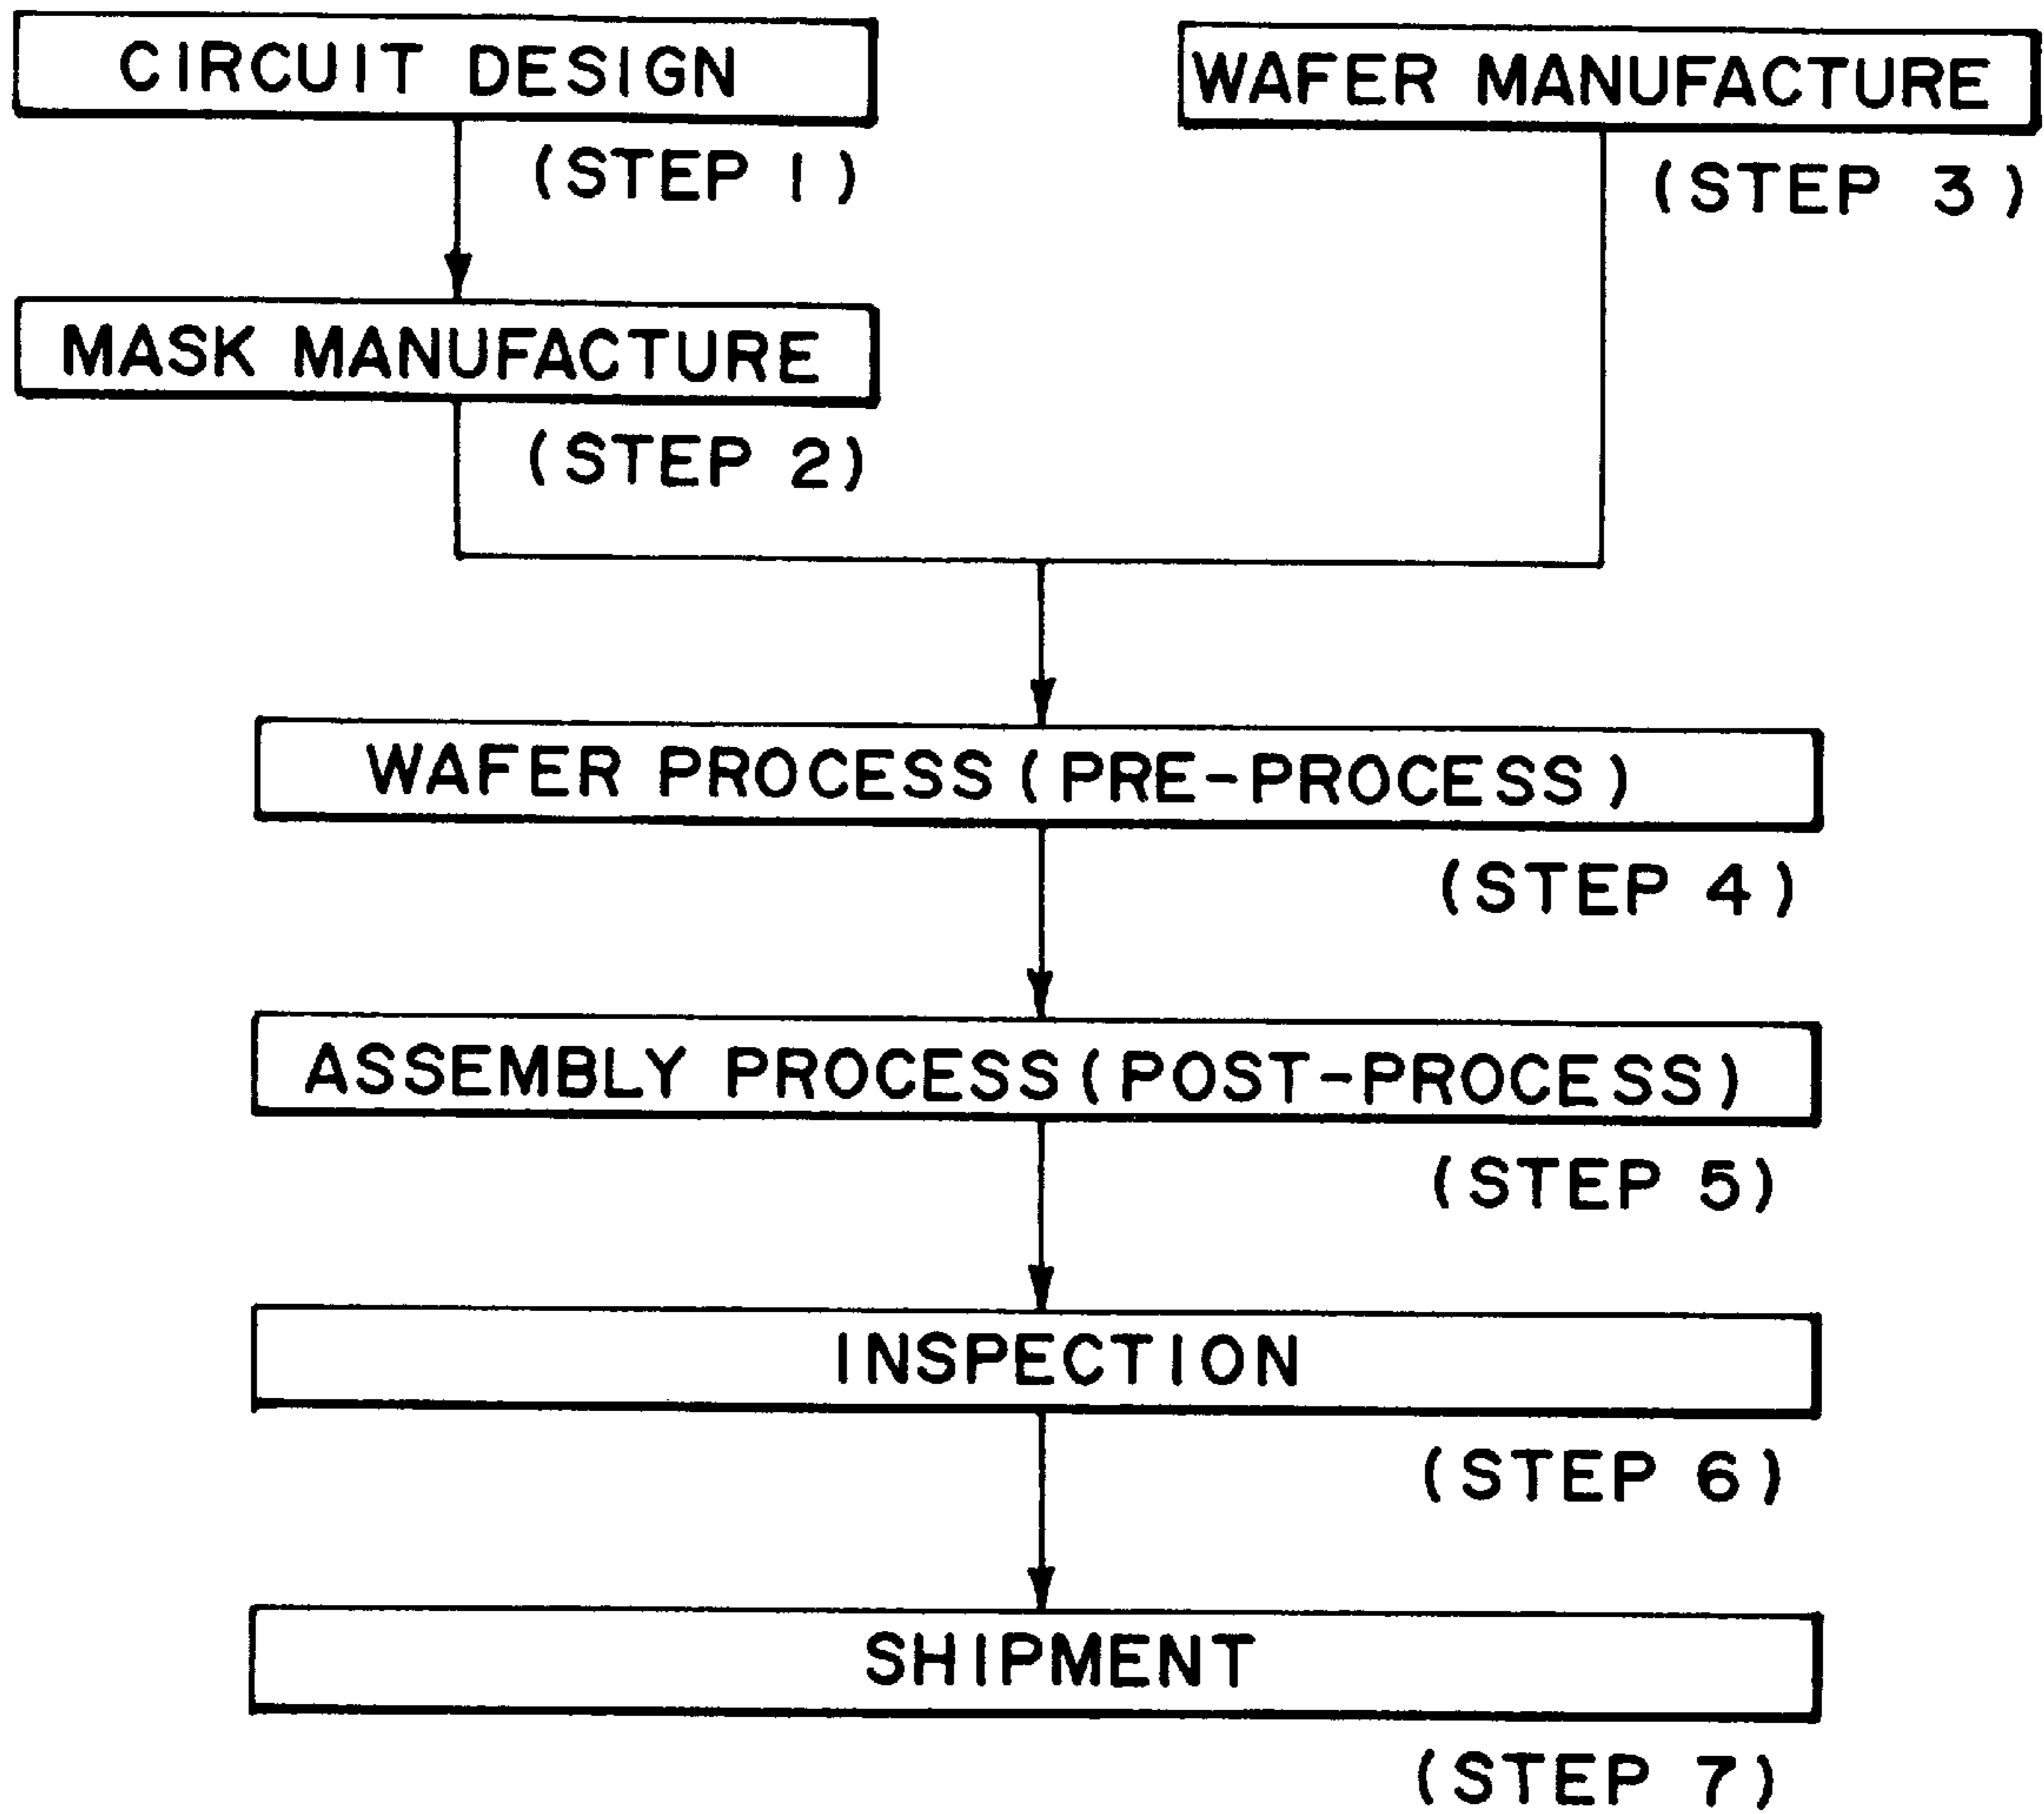 CIRCUIT DESIGN
(STEP 1)
MASK MANUFACTURE
(STEP 2)
WAFER MANUFACTURE
(STEP 3)
WAFER PROCESS (PRE-PROCESS)
(STEP 4)
ASSEMBLY PROCESS (POST-PROCESS)
(STEP 5)
INSPECTION
(STEP 6)
SHIPMENT
(STEP 7)